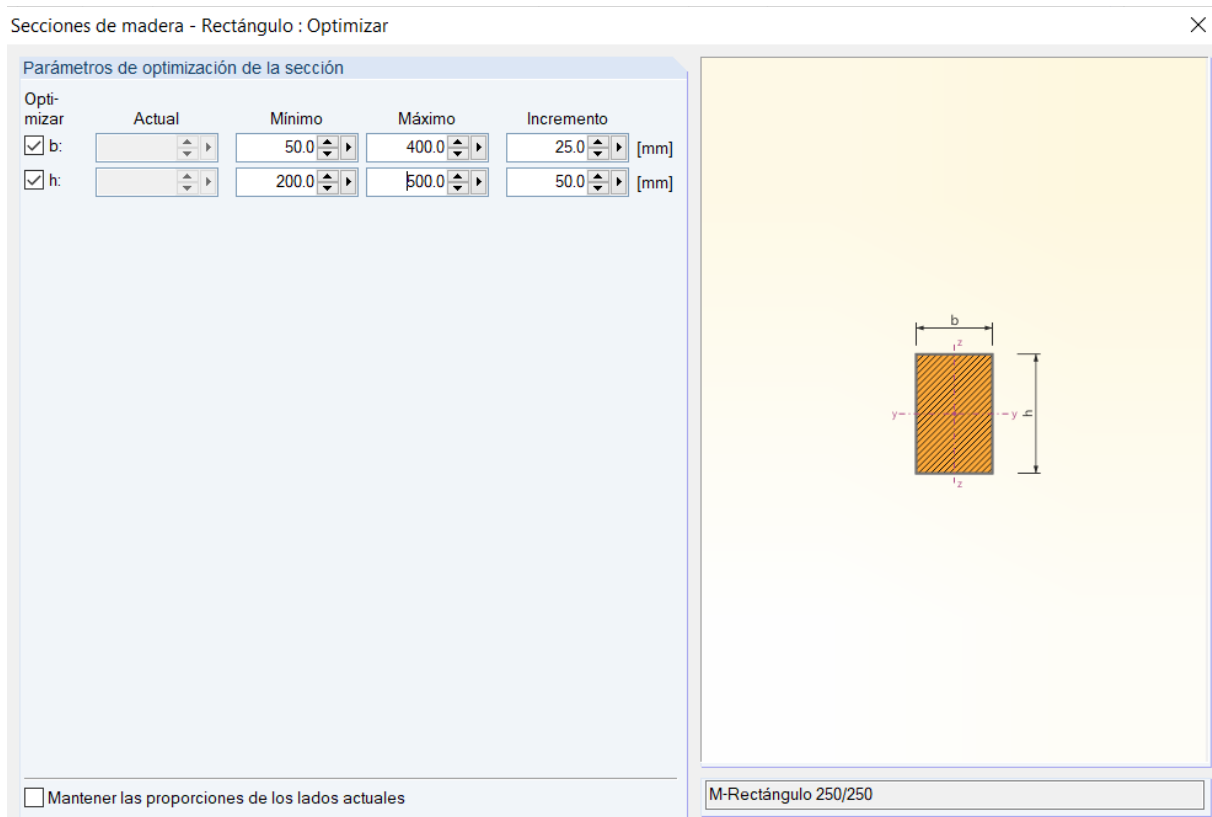 Secciones de madera - Rectángulo : Optimizar
Parámetros de optimización de la sección
Opti-
mizar Actual Mínimo Máximo Incremento
b: 50.0 400.0 25.0 [mm]
h: 200.0 500.0 50.0 [mm]
b
z
y y h
z
Mantener las proporciones de los lados actuales
M-Rectángulo 250/250